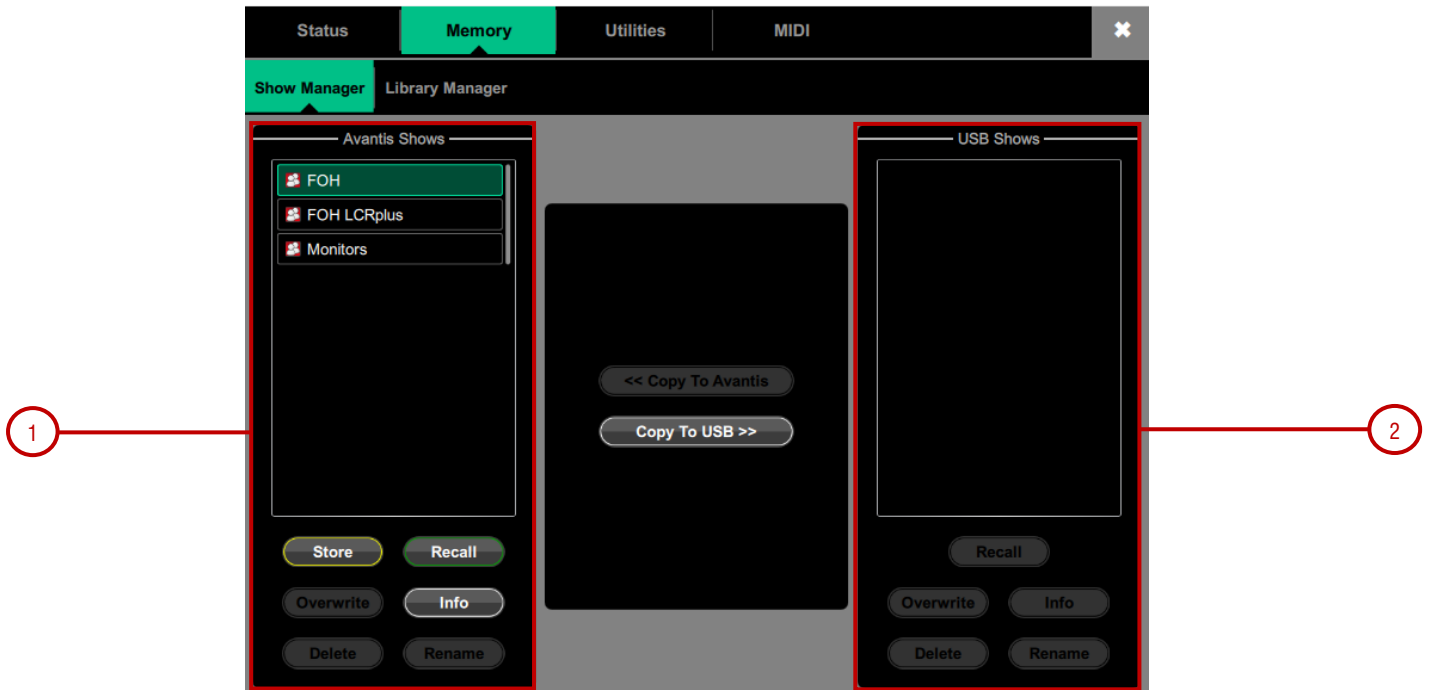 Status Memory Utilities MIDI ✖
Show Manager Library Manager
Avantis Shows
FOH
FOH LCRplus
Monitors
Store Recall
Overwrite Info
Delete Rename
<< Copy To Avantis
Copy To USB >>
USB Shows
Recall
Overwrite Info
Delete Rename
1
2